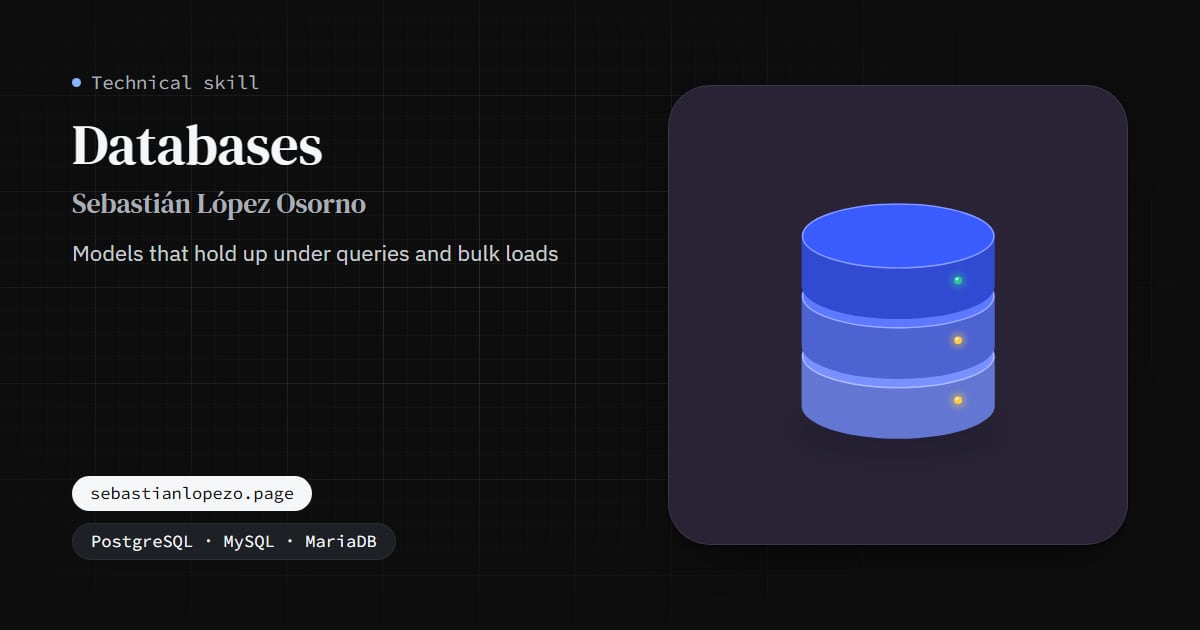 Technical skill
Databases
Sebastián López Osorno
Models that hold up under queries and bulk loads
sebastianlopezo.page
PostgreSQL · MySQL · MariaDB